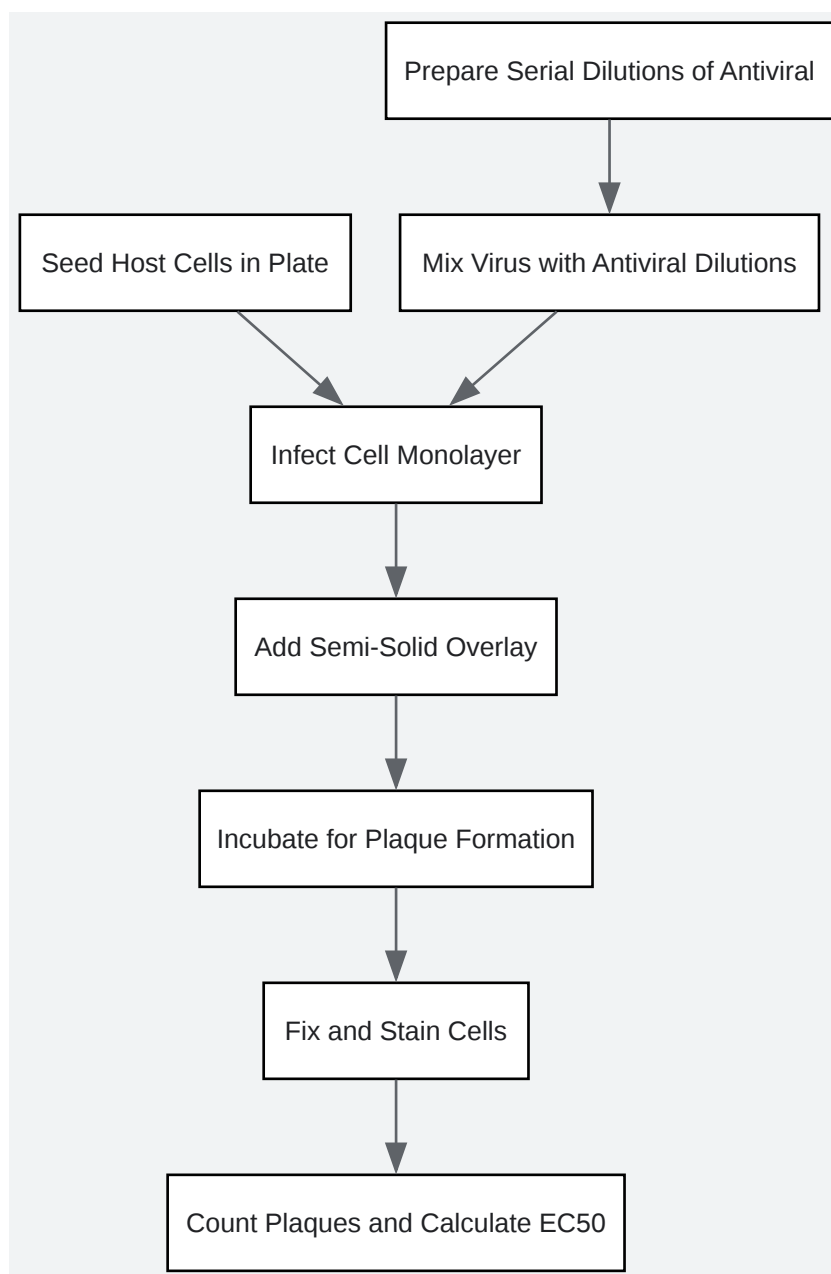 Prepare Serial Dilutions of Antiviral
Seed Host Cells in Plate
Mix Virus with Antiviral Dilutions
Infect Cell Monolayer
Add Semi-Solid Overlay
Incubate for Plaque Formation
Fix and Stain Cells
Count Plaques and Calculate EC50